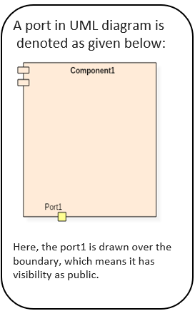 A port in UML diagram is
denoted as given below:
Component1
Port1
Here, the port1 is drawn over the
boundary, which means it has
visibility as public.